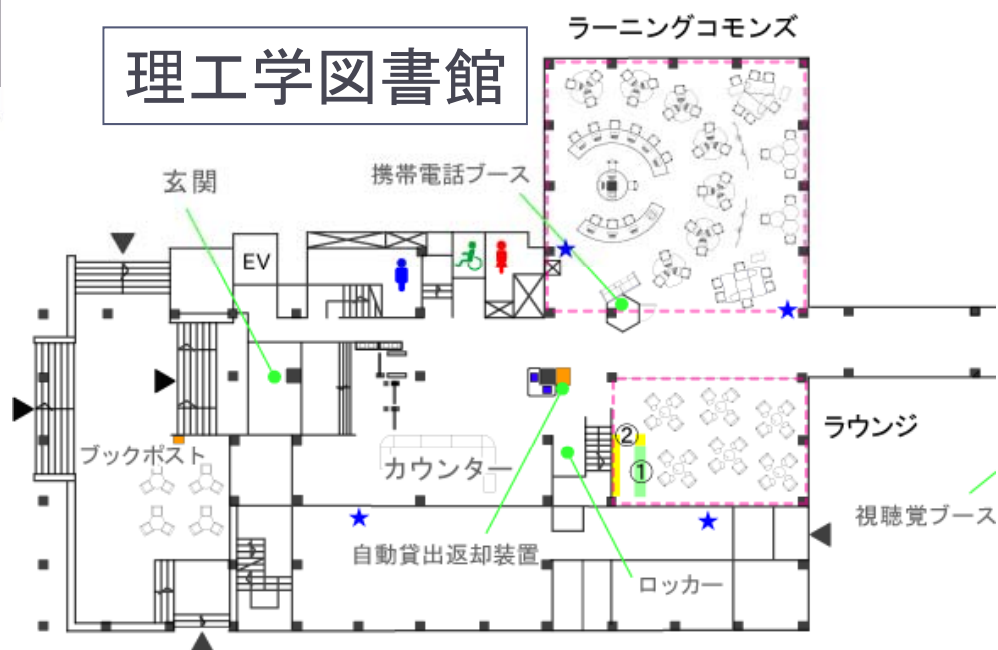 ラーニングコモンズ
理工学図書館
携帯電話ブース
玄関
EV
ラウンジ
②
ブックポスト
カウンター
①
視聴覚ブース
自動貸出返却装置
ロッカー